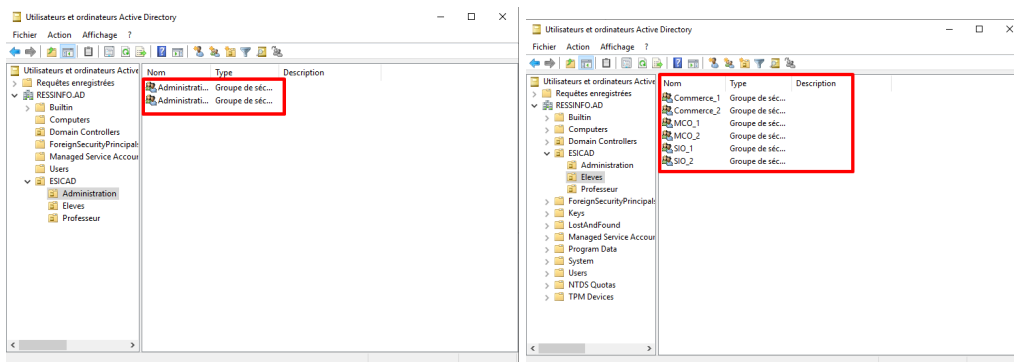 Utilisateurs et ordinateurs Active Directory
Fichier Action Affichage ?
Utilisateurs et ordinateurs Active
Requêtes enregistrées
RESSINFO.AD
Builtin
Computers
Domain Controllers
ForeignSecurityPrincipals
Managed Service Accour
Users
ESICAD
Administration
Eleves
Professeur
Nom Type Description
Administrati... Groupe de séc...
Administrati... Groupe de séc...
Utilisateurs et ordinateurs Active Directory
Fichier Action Affichage ?
Utilisateurs et ordinateurs Active
Requêtes enregistrées
RESSINFO.AD
Builtin
Computers
Domain Controllers
ESICAD
Administration
Eleves
Professeur
ForeignSecurityPrincipals
Keys
LostAndFound
Managed Service Accour
Program Data
System
Users
NTDS Quotas
TPM Devices
Nom Type Description
Commerce_1 Groupe de séc...
Commerce_2 Groupe de séc...
MCO_1 Groupe de séc...
MCO_2 Groupe de séc...
SIO_1 Groupe de séc...
SIO_2 Groupe de séc...